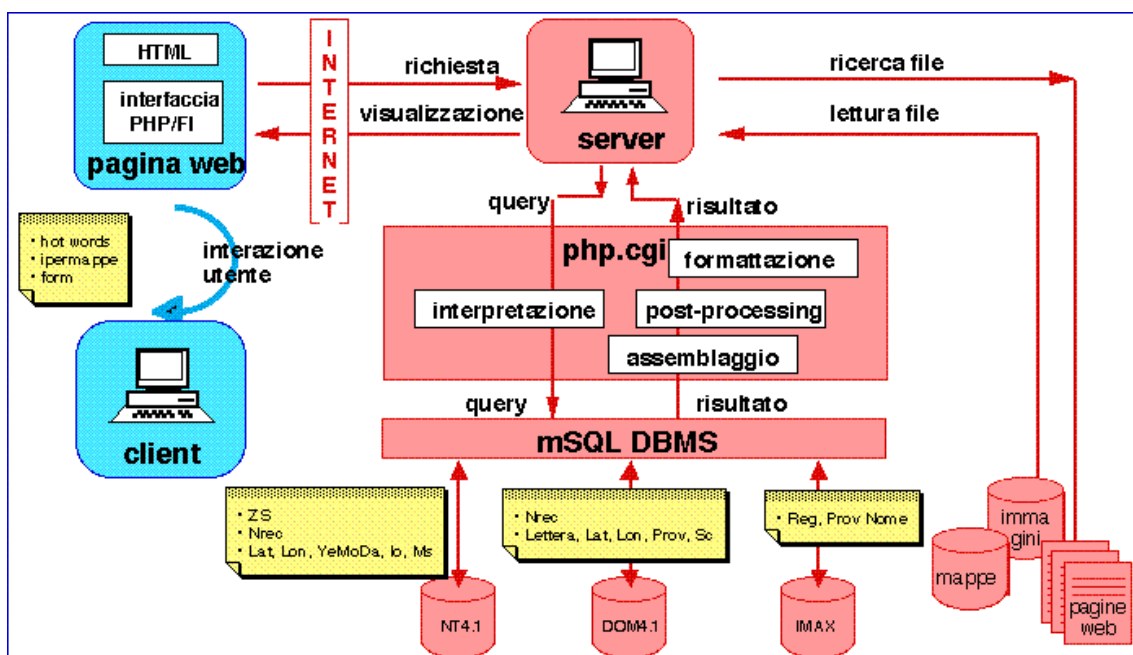 HTML
interfaccia
PHP/FI
pagina web
INTERNET
richiesta
visualizzazione
server
ricerca file
lettura file
• hot words
• ipermappe
• form
interazione
utente
client
query
risultato
php.cgi
formattazione
interpretazione
post-processing
assemblaggio
query
risultato
mSQL DBMS
• ZS
• Nrec
• Lat, Lon, YeMoDa, Io, Ms
• Nrec
• Lettera, Lat, Lon, Prov, Sc
• Reg, Prov Nome
NT4.1
DOM4.1
IMAX
imma
gini
mappe
pagine
web